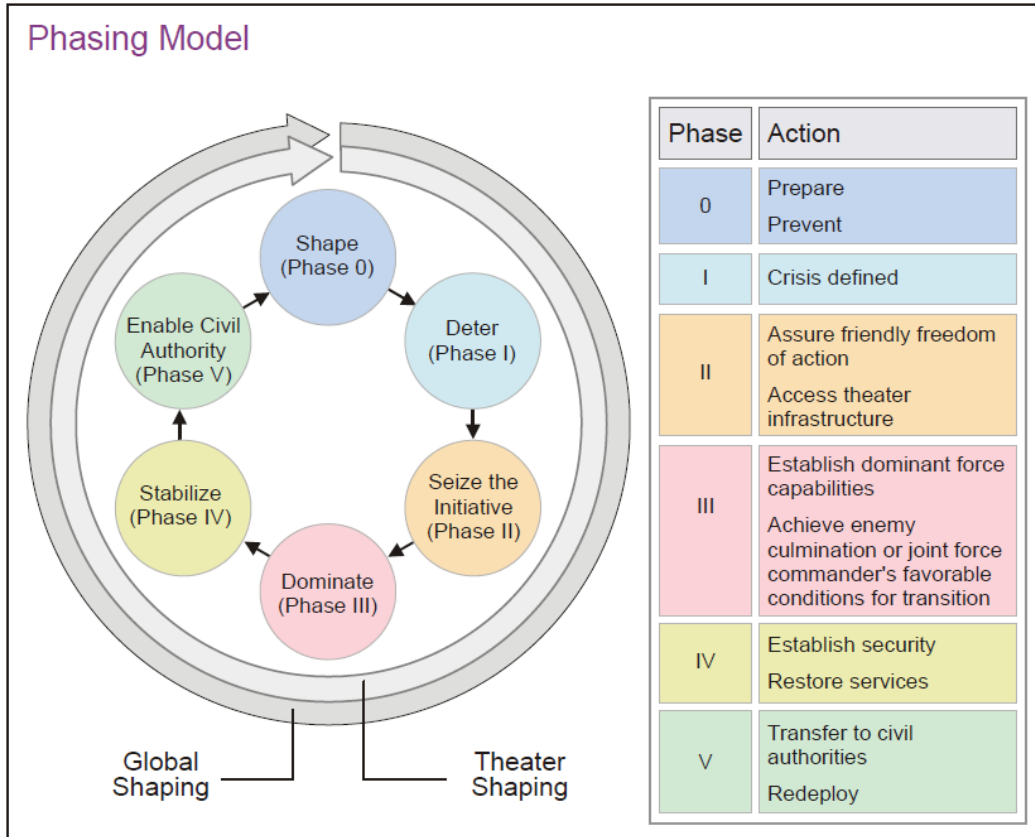 Phasing Model
Shape
(Phase 0)
Deter
(Phase I)
Seize the
Initiative
(Phase II)
Dominate
(Phase III)
Stabilize
(Phase IV)
Enable Civil
Authority
(Phase V)
Global
Shaping
Theater
Shaping
Phase Action
0
Prepare
Prevent
I
Crisis defined
II
Assure friendly freedom
of action
Access theater
infrastructure
III
Establish dominant force
capabilities
Achieve enemy
culmination or joint force
commander's favorable
conditions for transition
IV
Establish security
Restore services
V
Transfer to civil
authorities
Redeploy